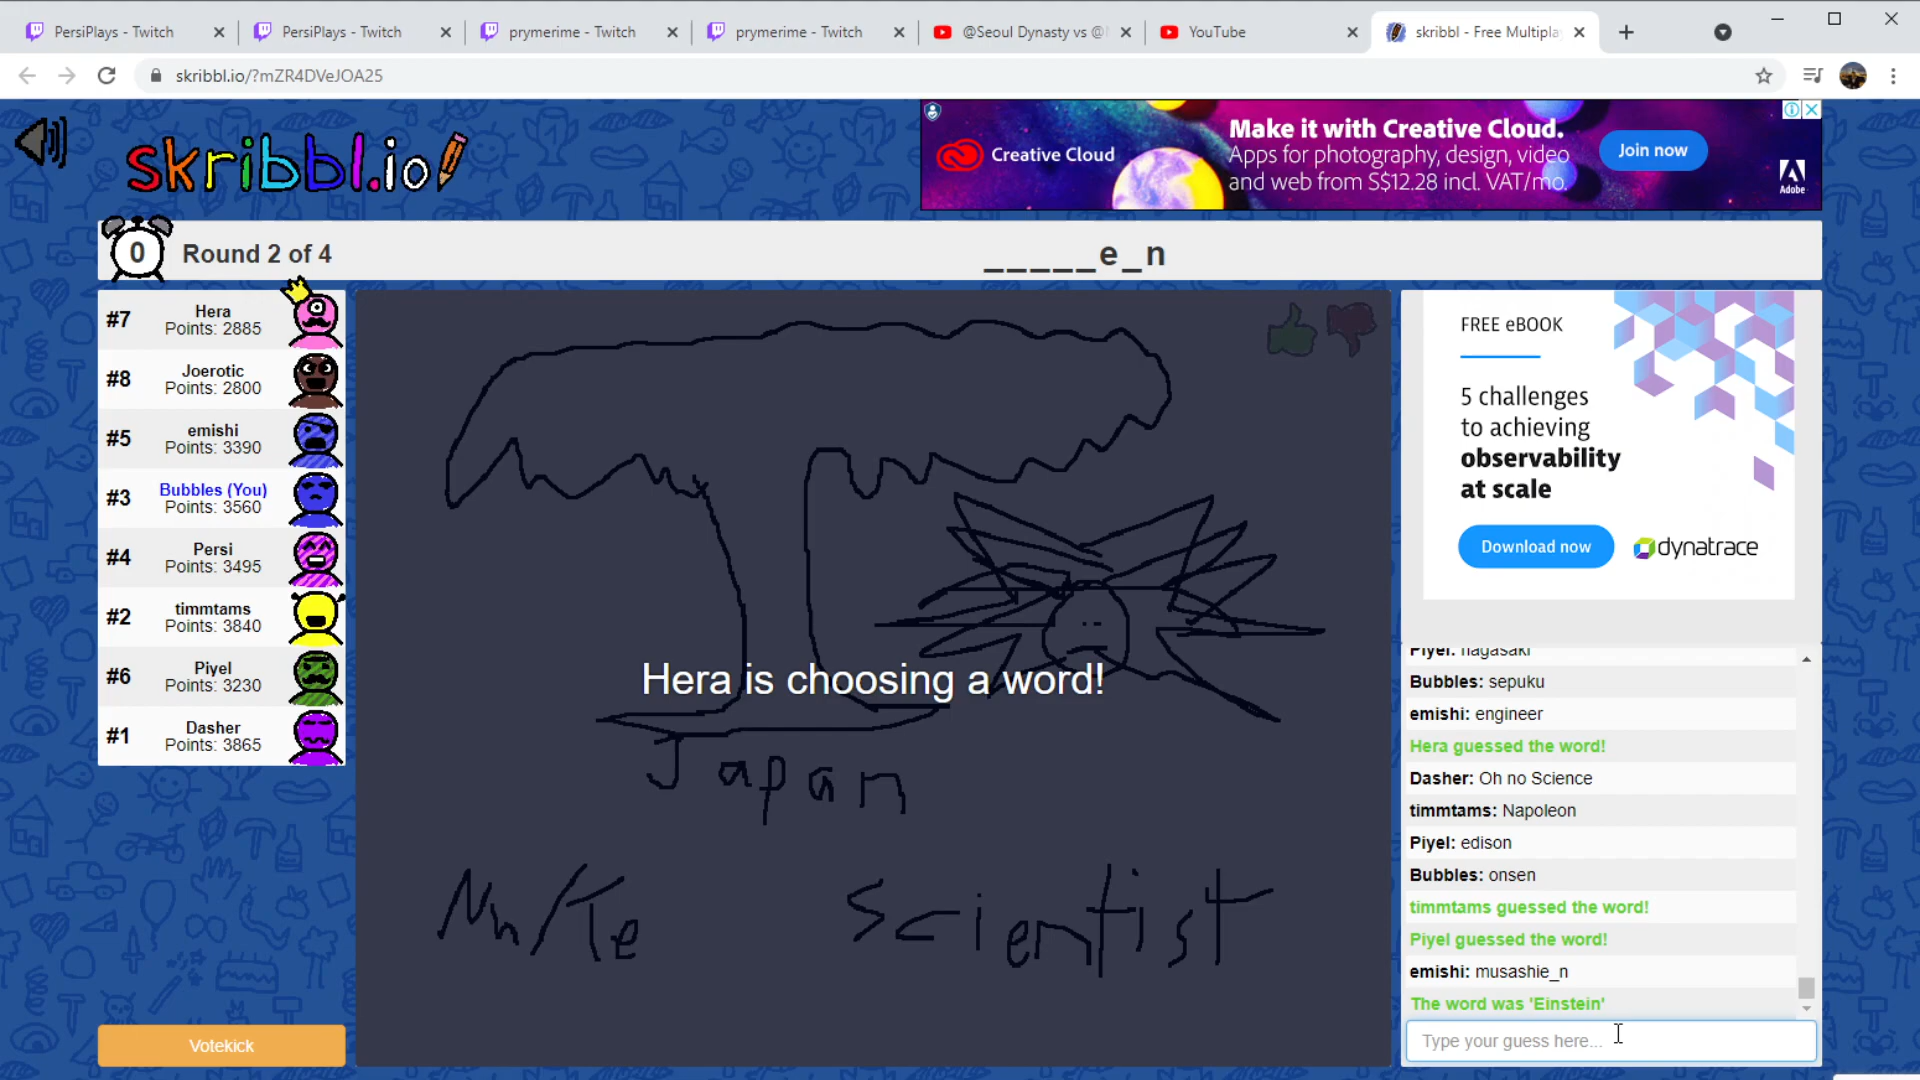 PersiPlays - Twitch
PersiPlays - Twitch
prymerime - Twitch
prymerime - Twitch
@Seoul Dynasty vs @
YouTube
skribbl - Free Multipla
skribbl.io/?mZR4DVeJOA25
skribbl.io
Creative Cloud
Make it with Creative Cloud.
Apps for photography, design, video
and web from S$12.28 incl. VAT/mo.
Join now
Adobe
0
Round 2 of 4
_____e_n
#7
Hera
Points: 2885
#8
Joerotic
Points: 2800
#5
emishi
Points: 3390
#3
Bubbles (You)
Points: 3560
#4
Persi
Points: 3495
#2
timmtams
Points: 3840
#6
Piyel
Points: 3230
#1
Dasher
Points: 3865
Votekick
Hera is choosing a word!
Japan
Scientist
FREE eBOOK
5 challenges
to achieving
observability
at scale
Download now
dynatrace
Piyel: nagasaki
Bubbles: sepuku
emishi: engineer
Hera guessed the word!
Dasher: Oh no Science
timmtams: Napoleon
Piyel: edison
Bubbles: onsen
timmtams guessed the word!
Piyel guessed the word!
emishi: musashie_n
The word was 'Einstein'
Type your guess here...